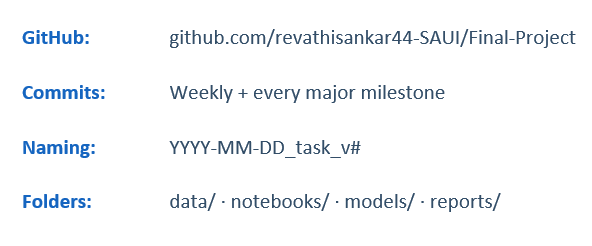 GitHub: github.com/revathisankar44-SAUI/Final-Project
Commits: Weekly + every major milestone
Naming: YYYY-MM-DD_task_v#
Folders: data/ · notebooks/ · models/ · reports/